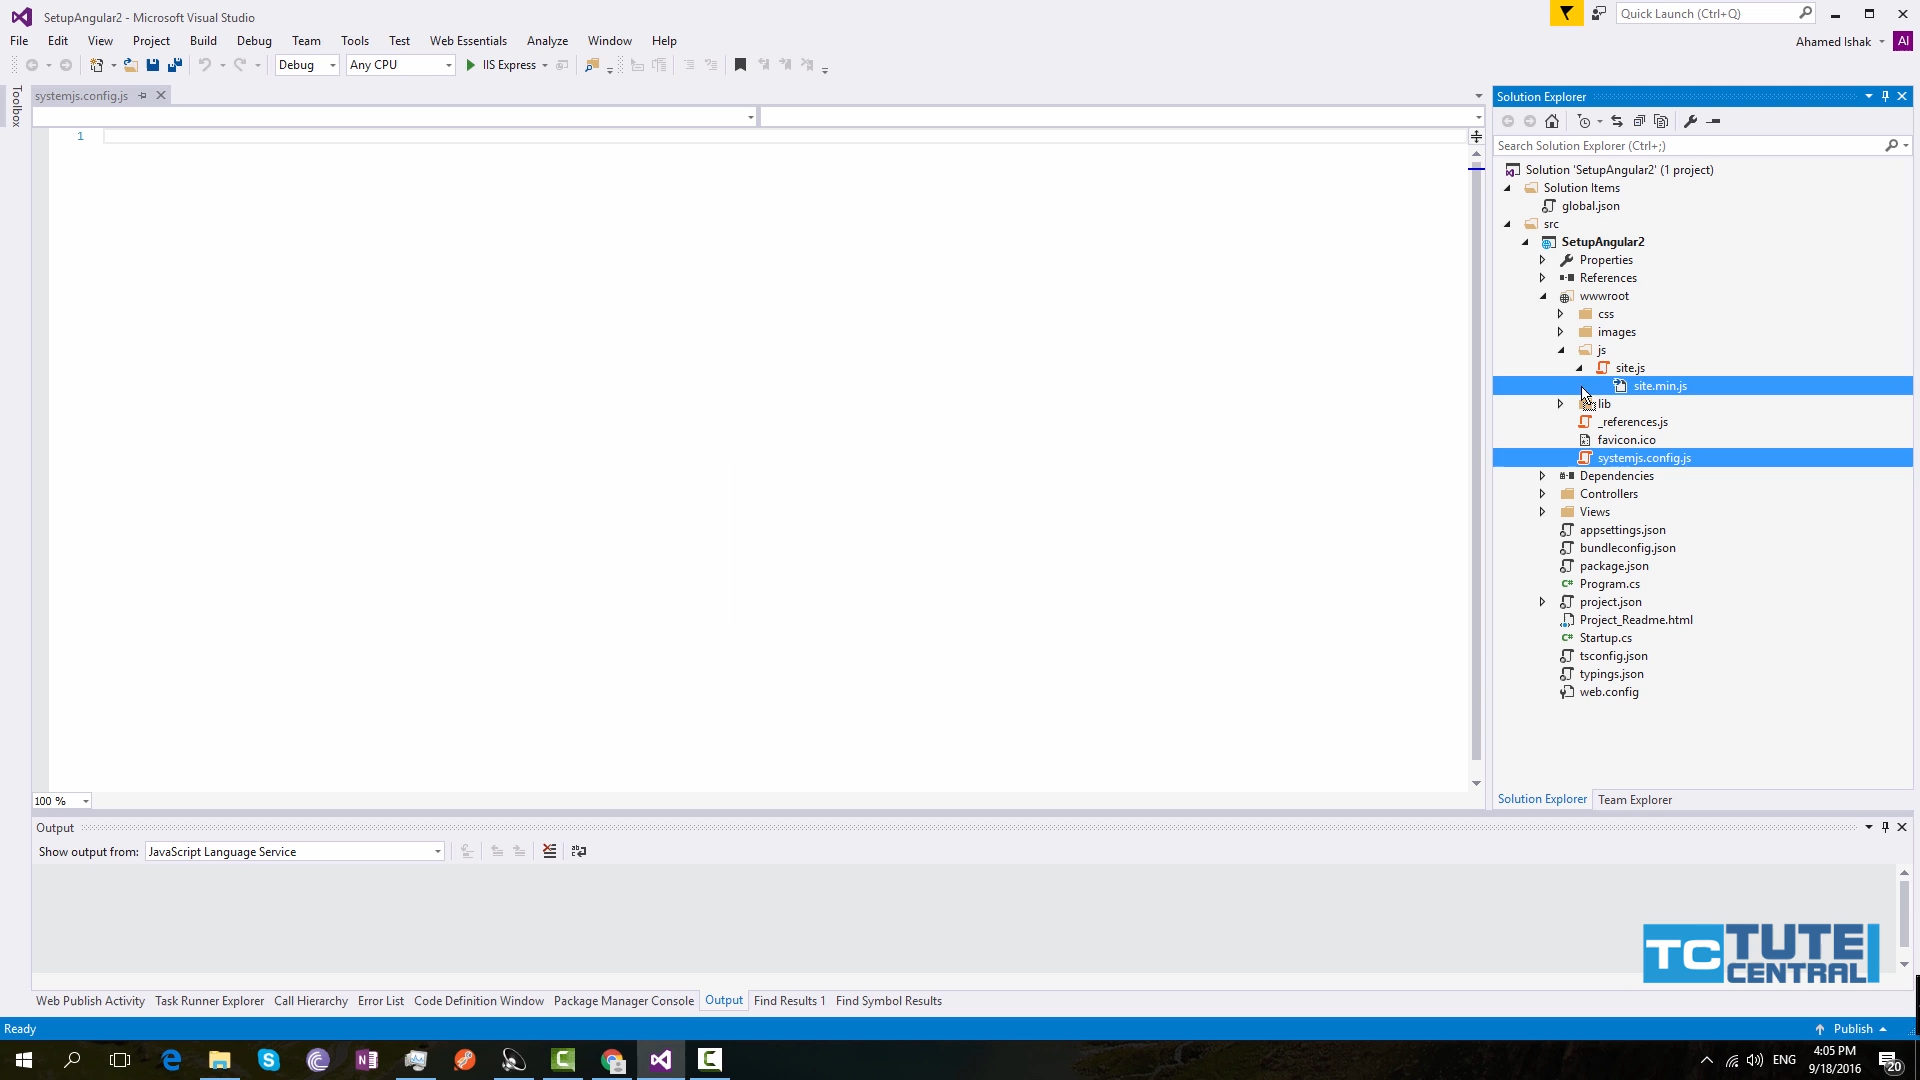 SetupAngular2 - Microsoft Visual Studio
Quick Launch (Ctrl+Q)
File Edit View Project Build Debug Team Tools Test Web Essentials Analyze Window Help
Ahamed Ishak AI
Debug Any CPU IIS Express
Toolbox
systemjs.config.js
1
100 %
Solution Explorer
Search Solution Explorer (Ctrl+;)
Solution 'SetupAngular2' (1 project)
Solution Items
global.json
src
SetupAngular2
Properties
References
wwwroot
css
images
js
site.js
site.min.js
lib
_references.js
favicon.ico
systemjs.config.js
Dependencies
Controllers
Views
appsettings.json
bundleconfig.json
package.json
C# Program.cs
project.json
Project_Readme.html
C# Startup.cs
tsconfig.json
typings.json
web.config
Solution Explorer Team Explorer
Output
Show output from: JavaScript Language Service
TC TUTE CENTRAL
Web Publish Activity Task Runner Explorer Call Hierarchy Error List Code Definition Window Package Manager Console Output Find Results 1 Find Symbol Results
Ready
Publish
ENG
4:05 PM
9/18/2016
20